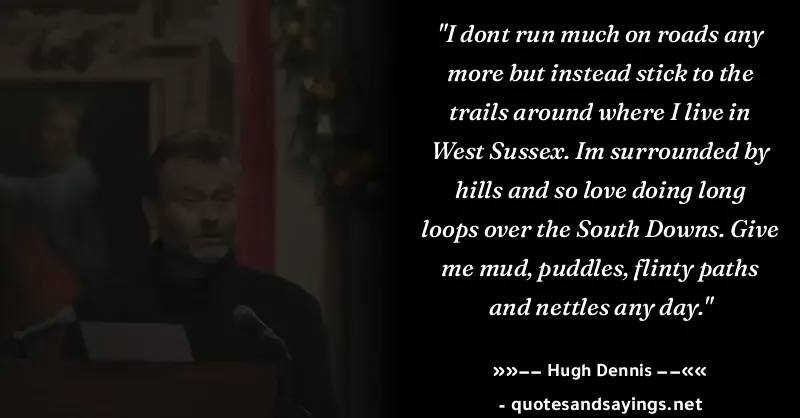 "I dont run much on roads any
more but instead stick to the
trails around where I live in
West Sussex. Im surrounded by
hills and so love doing long
loops over the South Downs. Give
me mud, puddles, flinty paths
and nettles any day."
»»−− Hugh Dennis −−««
- quotesandsayings.net